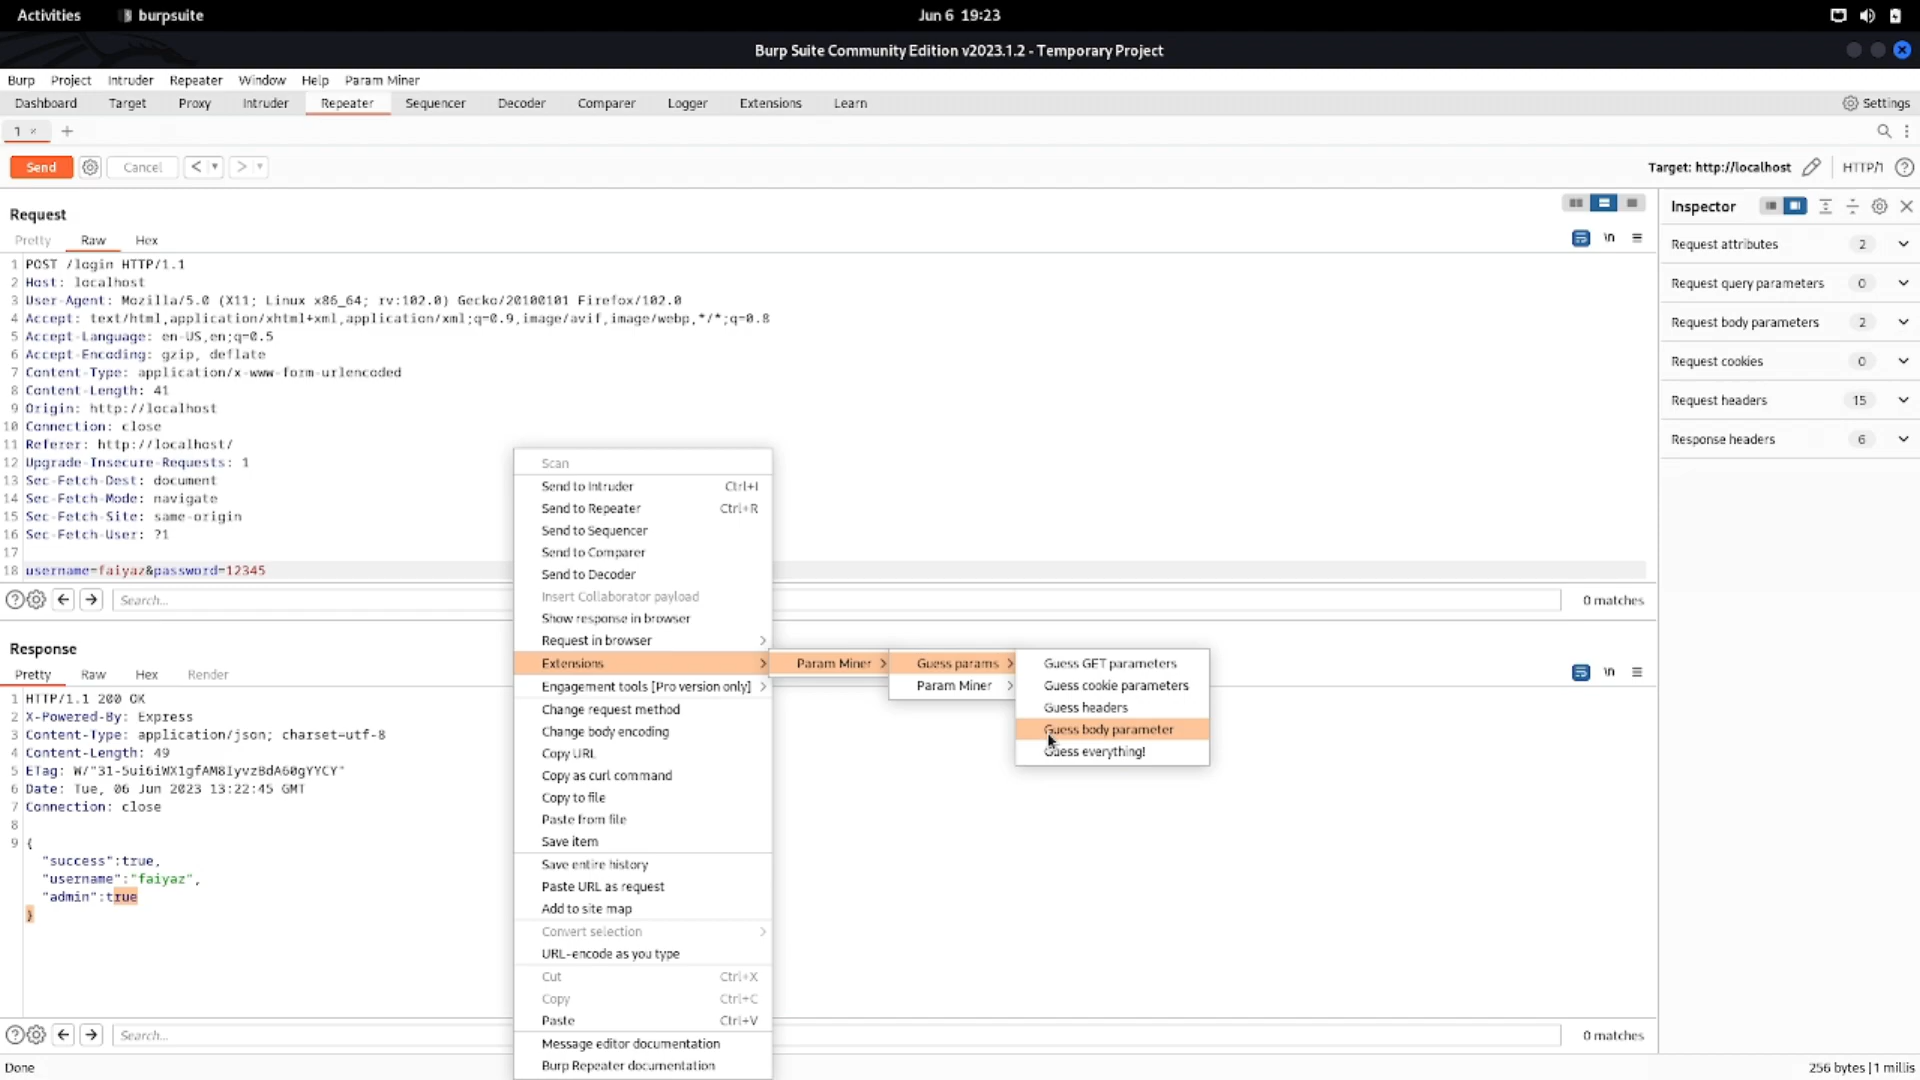 Activities burpsuite Jun 6 19:23
Burp Suite Community Edition v2023.1.2 - Temporary Project
Burp Project Intruder Repeater Window Help Param Miner
Dashboard Target Proxy Intruder Repeater Sequencer Decoder Comparer Logger Extensions Learn Settings
1 × +
Send Cancel < > Target: http://localhost HTTP/1
Request
Pretty Raw Hex \n
1 POST /login HTTP/1.1
2 Host: localhost
3 User-Agent: Mozilla/5.0 (X11; Linux x86_64; rv:102.0) Gecko/20100101 Firefox/102.0
4 Accept: text/html,application/xhtml+xml,application/xml;q=0.9,image/avif,image/webp,*/*;q=0.8
5 Accept-Language: en-US,en;q=0.5
6 Accept-Encoding: gzip, deflate
7 Content-Type: application/x-www-form-urlencoded
8 Content-Length: 41
9 Origin: http://localhost
10 Connection: close
11 Referer: http://localhost/
12 Upgrade-Insecure-Requests: 1
13 Sec-Fetch-Dest: document
14 Sec-Fetch-Mode: navigate
15 Sec-Fetch-Site: same-origin
16 Sec-Fetch-User: ?1
17
18 username=faiyaz&password=12345
Search... 0 matches
Response
Pretty Raw Hex Render \n
1 HTTP/1.1 200 OK
2 X-Powered-By: Express
3 Content-Type: application/json; charset=utf-8
4 Content-Length: 49
5 ETag: W/"31-5ui6iWX1gfAM8IyvzBdA60gYYCY"
6 Date: Tue, 06 Jun 2023 13:22:45 GMT
7 Connection: close
8
9 {
"success":true,
"username":"faiyaz",
"admin":true
}
Search... 0 matches
Done 256 bytes | 1 millis
Inspector
Request attributes 2
Request query parameters 0
Request body parameters 2
Request cookies 0
Request headers 15
Response headers 6
Scan
Send to Intruder Ctrl+I
Send to Repeater Ctrl+R
Send to Sequencer
Send to Comparer
Send to Decoder
Insert Collaborator payload
Show response in browser
Request in browser
Extensions
Engagement tools [Pro version only]
Change request method
Change body encoding
Copy URL
Copy as curl command
Copy to file
Paste from file
Save item
Save entire history
Paste URL as request
Add to site map
Convert selection
URL-encode as you type
Cut Ctrl+X
Copy Ctrl+C
Paste Ctrl+V
Message editor documentation
Burp Repeater documentation
Param Miner
Guess params
Param Miner
Guess GET parameters
Guess cookie parameters
Guess headers
Guess body parameter
Guess everything!